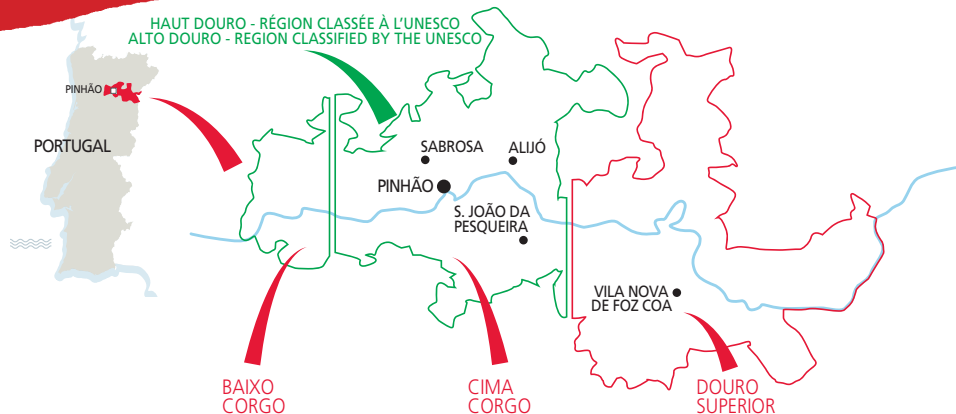 HAUT DOURO - RÉGION CLASSÉE À L'UNESCO
ALTO DOURO - REGION CLASSIFIED BY THE UNESCO
PINHÃO
PORTUGAL
SABROSA
ALIJÓ
PINHÃO
S. JOÃO DA
PESQUEIRA
VILA NOVA
DE FOZ COA
BAIXO
CORGO
CIMA
CORGO
DOURO
SUPERIOR